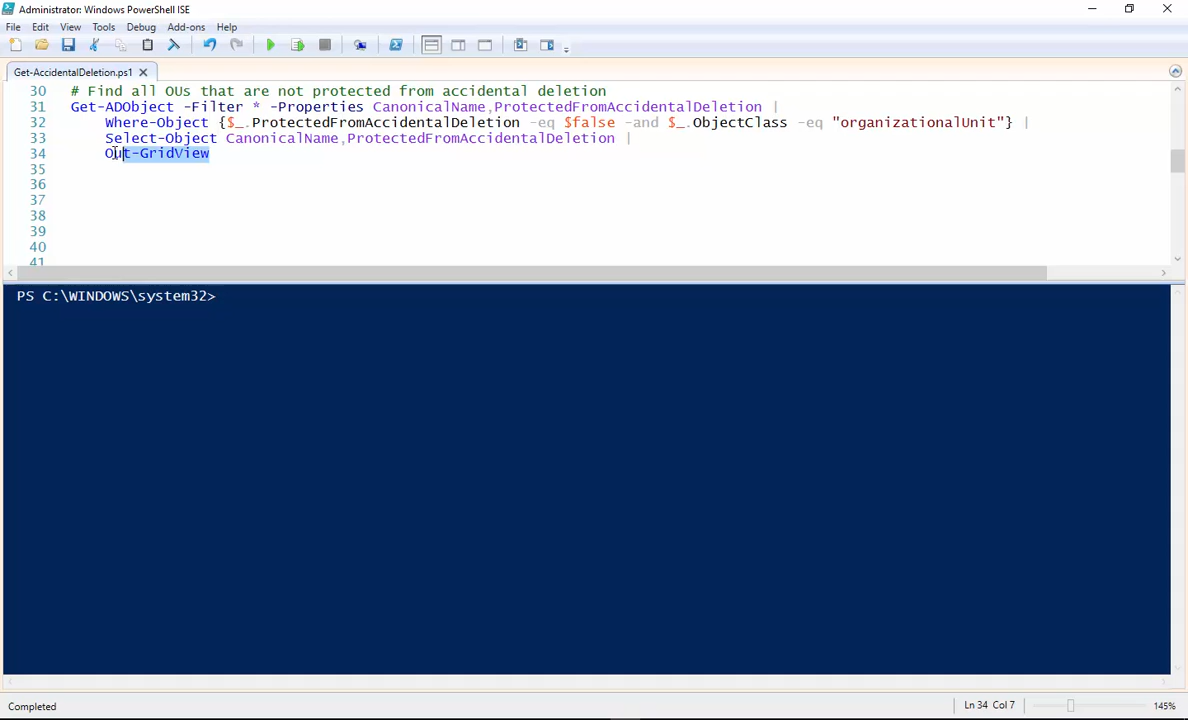 Administrator: Windows PowerShell ISE
File Edit View Tools Debug Add-ons Help
Get-AccidentalDeletion.ps1
30 # Find all OUs that are not protected from accidental deletion
31 Get-ADObject -Filter * -Properties CanonicalName,ProtectedFromAccidentalDeletion |
32 Where-Object {$_.ProtectedFromAccidentalDeletion -eq $false -and $_.ObjectClass -eq "organizationalUnit"} |
33 Select-Object CanonicalName,ProtectedFromAccidentalDeletion |
34 Out-GridView
35
36
37
38
39
40
41
PS C:\WINDOWS\system32>
Completed
Ln 34 Col 7
145%